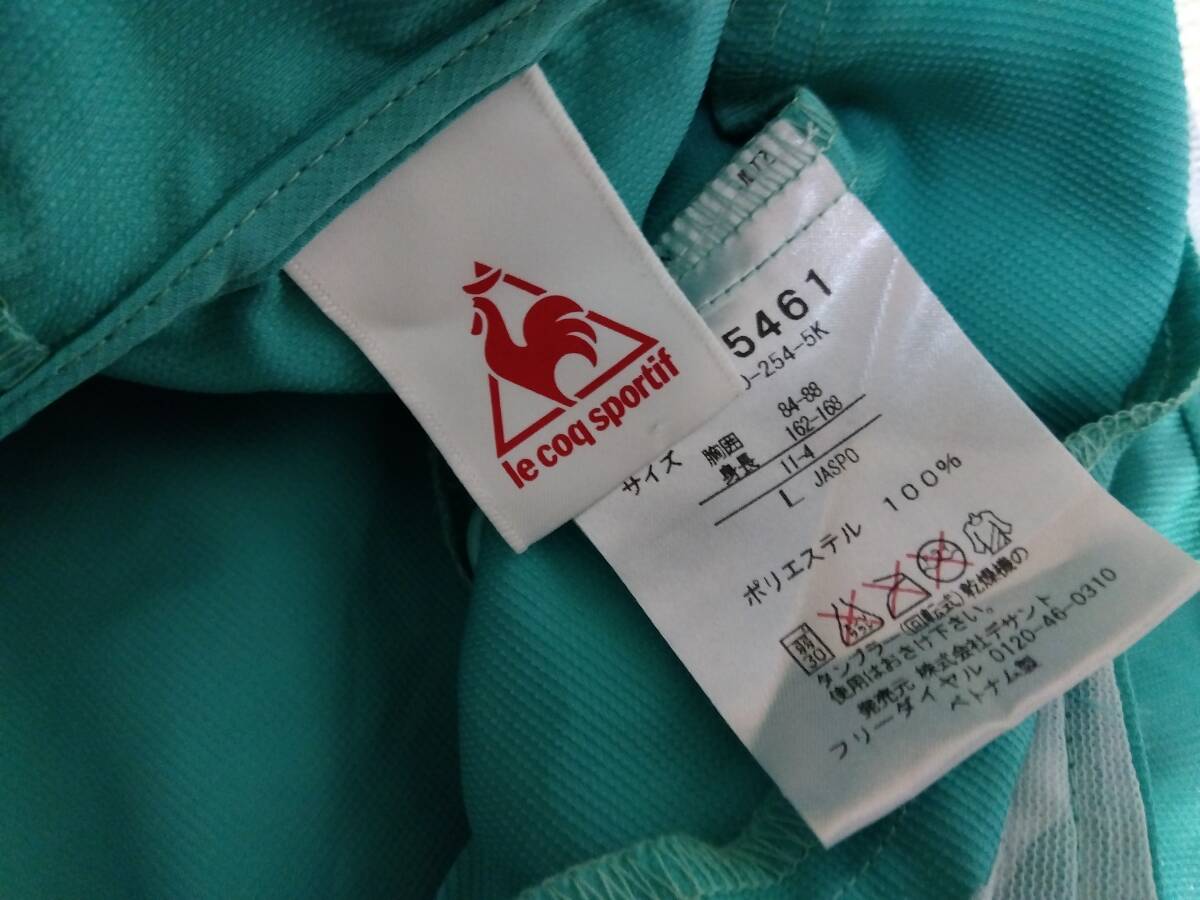 le coq sportif
5461
-254-5K
サイズ
胸囲 84-88
身長 162-168
11-4
L JASPO
ポリエステル 100%
弱
30
タンブラー(回転式)乾燥機の
使用はおさけ下さい。
発売元 株式会社デサント
フリーダイヤル 0120-46-0310
ベトナム製